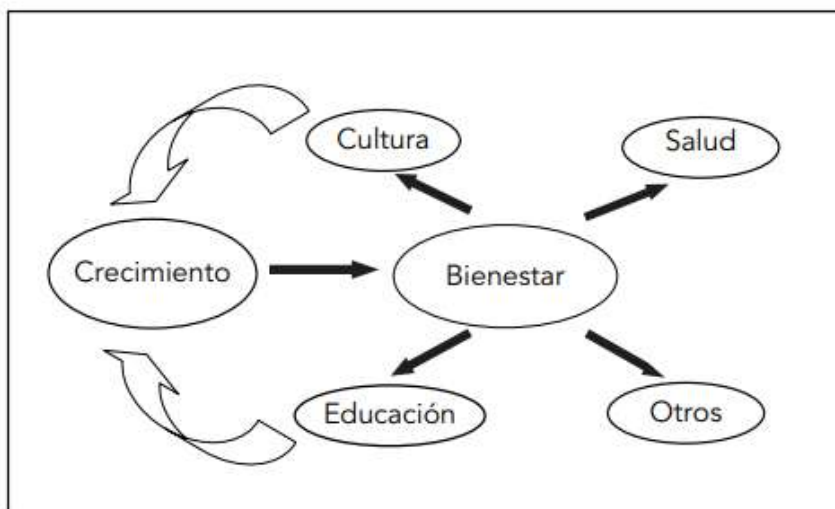 Cultura
Salud
Crecimiento
Bienestar
Educación
Otros